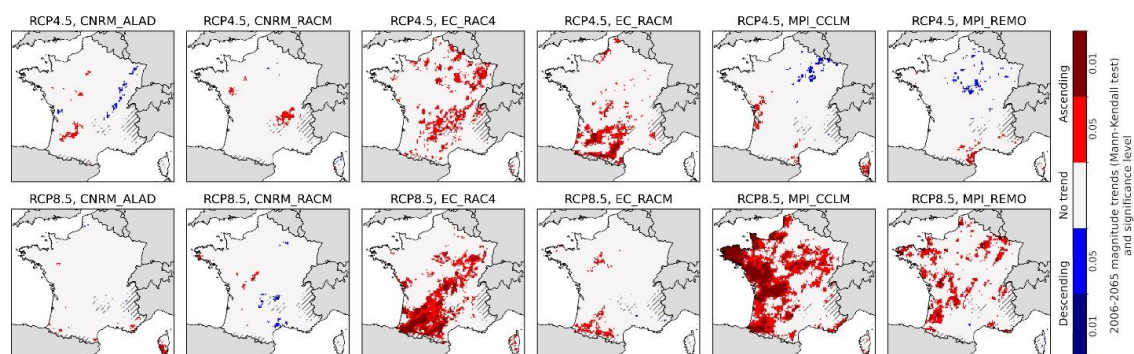 RCP4.5, CNRM_ALAD
RCP4.5, CNRM_RACM
RCP4.5, EC_RAC4
RCP4.5, EC_RACM
RCP4.5, MPI_CCLM
RCP4.5, MPI_REMO
RCP8.5, CNRM_ALAD
RCP8.5, CNRM_RACM
RCP8.5, EC_RAC4
RCP8.5, EC_RACM
RCP8.5, MPI_CCLM
RCP8.5, MPI_REMO
Descending No trend Ascending
0.01 0.05 0.05 0.01
2006-2065 magnitude trends (Mann-Kendall test)
and significance level